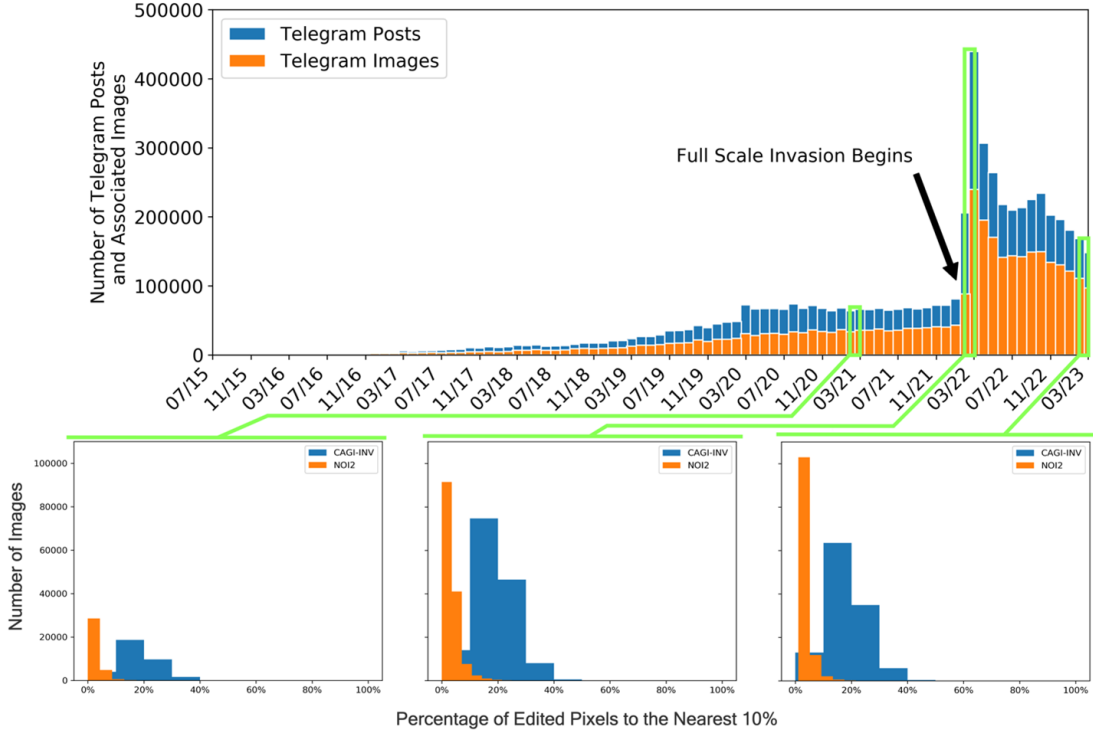 500000
400000
300000
200000
100000
0
Number of Telegram Posts
and Associated Images
Telegram Posts
Telegram Images
Full Scale Invasion Begins
07/15 11/15 03/16 07/16 11/16 03/17 07/17 11/17 03/18 07/18 11/18 03/19 07/19 11/19 03/20 07/20 11/20 03/21 07/21 11/21 03/22 07/22 11/22 03/23
Number of Images
100000
80000
60000
40000
20000
0
CAGI-INV
NOI2
0% 20% 40% 60% 80% 100%
CAGI-INV
NOI2
0% 20% 40% 60% 80% 100%
CAGI-INV
NOI2
0% 20% 40% 60% 80% 100%
Percentage of Edited Pixels to the Nearest 10%